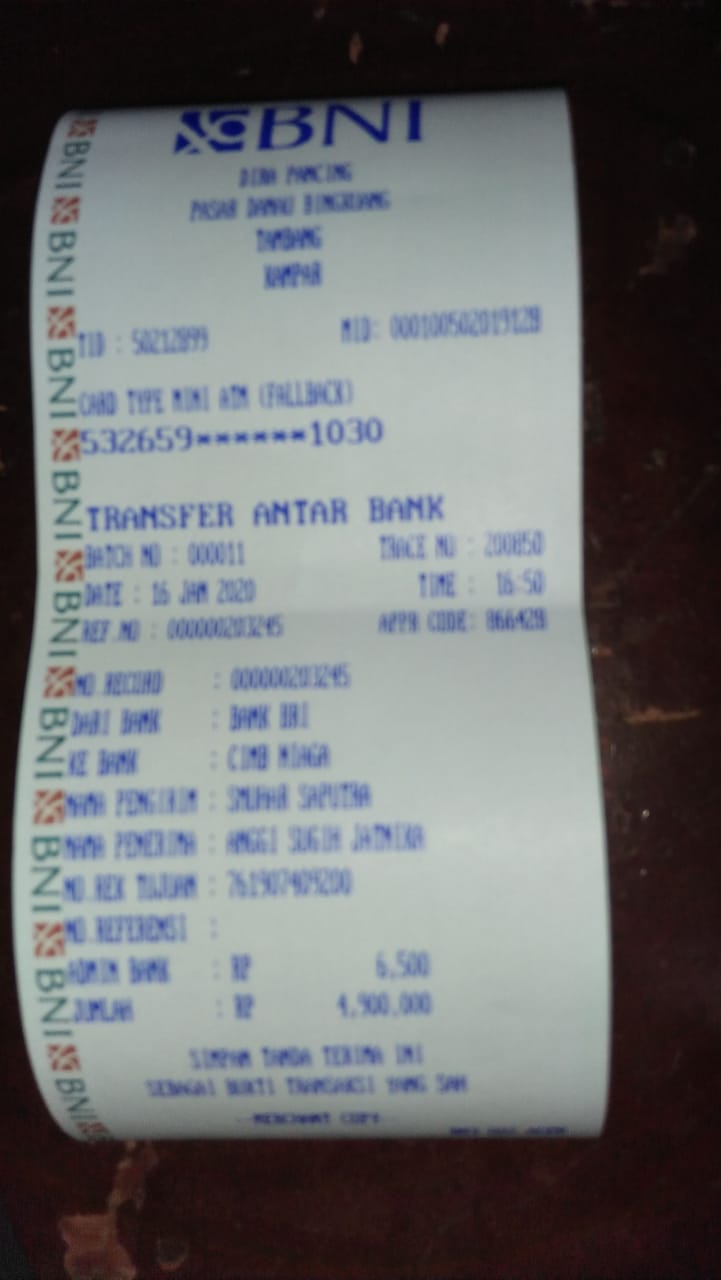 BNI
DINA PANCING
PASAR DANAU BINGKUANG
TAMBANG
KAMPAR
TID : 50212899 MID: 000100502019128
CARD TYPE MINI ATM (FALLBACK)
532659******1030
TRANSFER ANTAR BANK
BATCH NO : 000011 TRACE NO : 200850
DATE : 16 JAN 2020 TIME : 16:50
REF.NO : 000000203245 APPR CODE: 866428
NO.RECORD : 000000203245
DARI BANK : BANK BRI
KE BANK : CIMB NIAGA
NAMA PENGIRIM : SAPUTRA
NAMA PENERIMA : ANGGI SUGIH JATNIKA
NO.REK TUJUAN : 761907409200
NO.REFERENSI :
ADMIN BANK : RP 6,500
JUMLAH : RP 4,900,000
SIMPAN TANDA TERIMA INI
SEBAGAI BUKTI TRANSAKSI YANG SAH
--MERCHANT COPY--
BNI
BNI
BNI
BNI
BNI
BNI
BNI
BNI
BNI